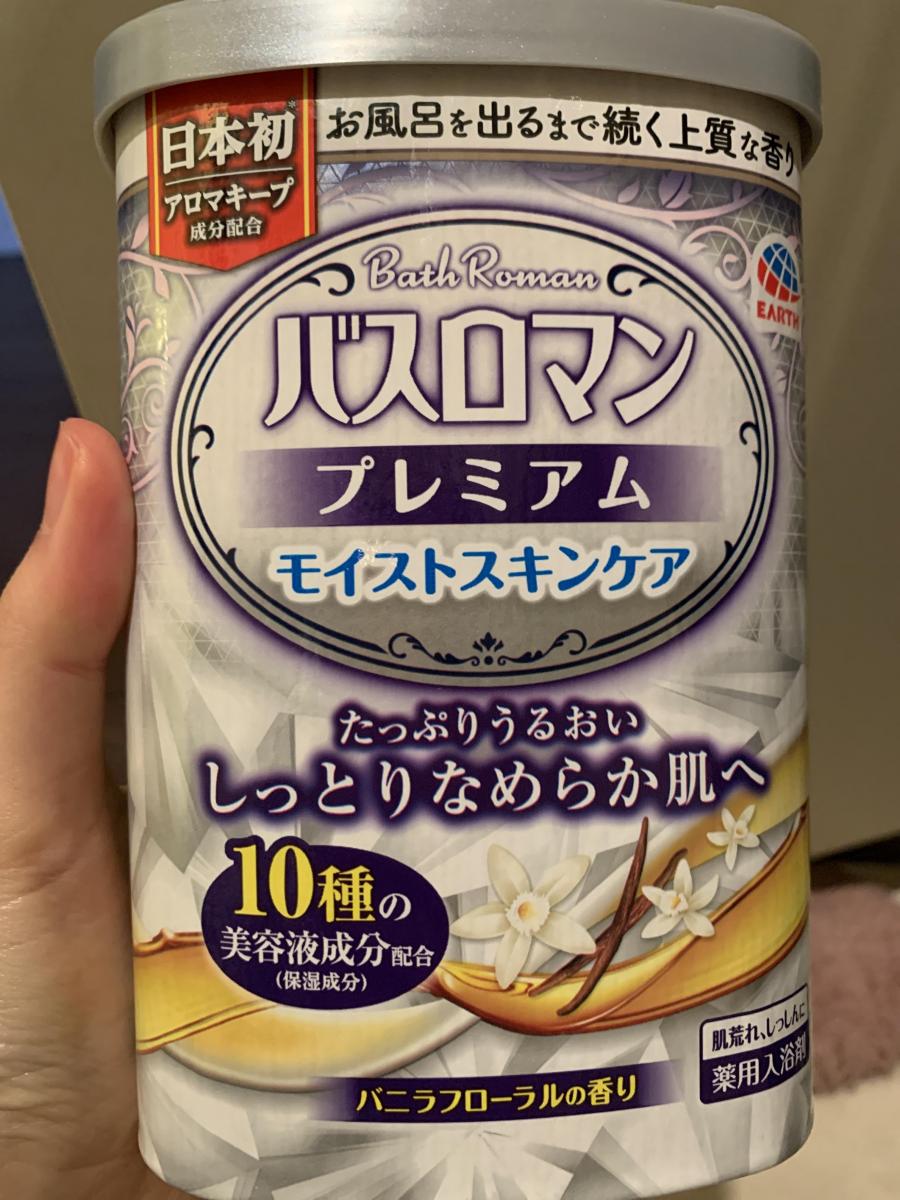 日本初*
アロマキープ
成分配合
お風呂を出るまで続く上質な香り
Bath Roman
EARTH
バスロマン
プレミアム
モイストスキンケア
たっぷりうるおい
しっとりなめらか肌へ
10種の
美容液成分配合
(保湿成分)
肌荒れ、しっしんに
薬用入浴剤
バニラフローラルの香り